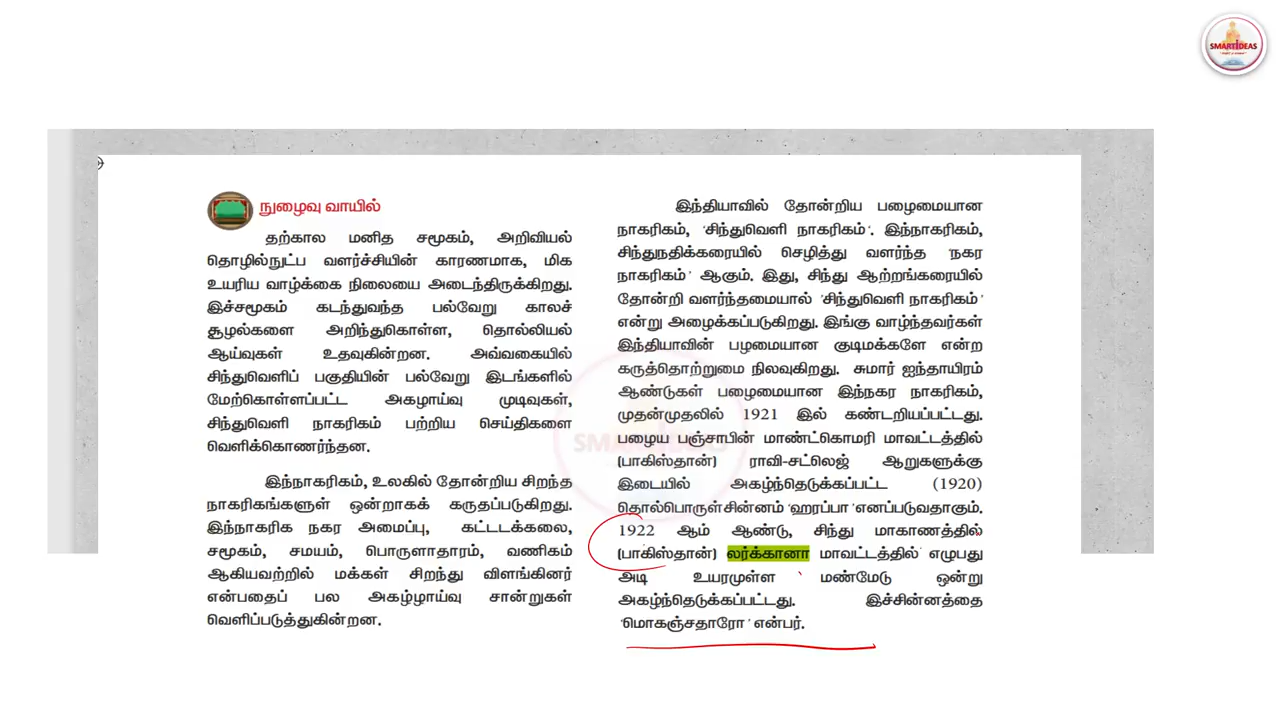 SMARTIDEAS
நுழைவு வாயில்
தற்கால மனித சமூகம், அறிவியல்
தொழில்நுட்ப வளர்ச்சியின் காரணமாக, மிக
உயரிய வாழ்க்கை நிலையை அடைந்திருக்கிறது.
இச்சமூகம் கடந்துவந்த பல்வேறு காலச்
சூழல்களை அறிந்துகொள்ள, தொல்லியல்
ஆய்வுகள் உதவுகின்றன. அவ்வகையில்
சிந்துவெளிப் பகுதியின் பல்வேறு இடங்களில்
மேற்கொள்ளப்பட்ட அகழாய்வு முடிவுகள்,
சிந்துவெளி நாகரிகம் பற்றிய செய்திகளை
வெளிக்கொணர்ந்தன.
இந்நாகரிகம், உலகில் தோன்றிய சிறந்த
நாகரிகங்களுள் ஒன்றாகக் கருதப்படுகிறது.
இந்நாகரிக நகர அமைப்பு, கட்டடக்கலை,
சமூகம், சமயம், பொருளாதாரம், வணிகம்
ஆகியவற்றில் மக்கள் சிறந்து விளங்கினர்
என்பதைப் பல அகழ்ழாய்வு சான்றுகள்
வெளிப்படுத்துகின்றன.
இந்தியாவில் தோன்றிய பழைமையான
நாகரிகம், 'சிந்துவெளி நாகரிகம்'. இந்நாகரிகம்,
சிந்துநதிக்கரையில் செழித்து வளர்ந்த 'நகர
நாகரிகம்' ஆகும். இது, சிந்து ஆற்றங்கரையில்
தோன்றி வளர்ந்தமையால் 'சிந்துவெளி நாகரிகம்'
என்று அழைக்கப்படுகிறது. இங்கு வாழ்ந்தவர்கள்
இந்தியாவின் பழமையான குடிமக்களே என்ற
கருத்தொற்றுமை நிலவுகிறது. சுமார் ஐந்தாயிரம்
ஆண்டுகள் பழைமையான இந்நகர நாகரிகம்,
முதன்முதலில் 1921 இல் கண்டறியப்பட்டது.
பழைய பஞ்சாபின் மாண்ட்கொமரி மாவட்டத்தில்
(பாகிஸ்தான்) ராவி-சட்லெஜ் ஆறுகளுக்கு
இடையில் அகழ்ந்தெடுக்கப்பட்ட (1920)
தொல்பொருள்சின்னம் 'ஹரப்பா' எனப்படுவதாகும்.
1922 ஆம் ஆண்டு, சிந்து மாகாணத்தில்
(பாகிஸ்தான்) லர்க்கானா மாவட்டத்தில் எழுபது
அடி உயரமுள்ள மண்மேடு ஒன்று
அகழ்ந்தெடுக்கப்பட்டது. இச்சின்னத்தை
'மொகஞ்சதாரோ' என்பர்.